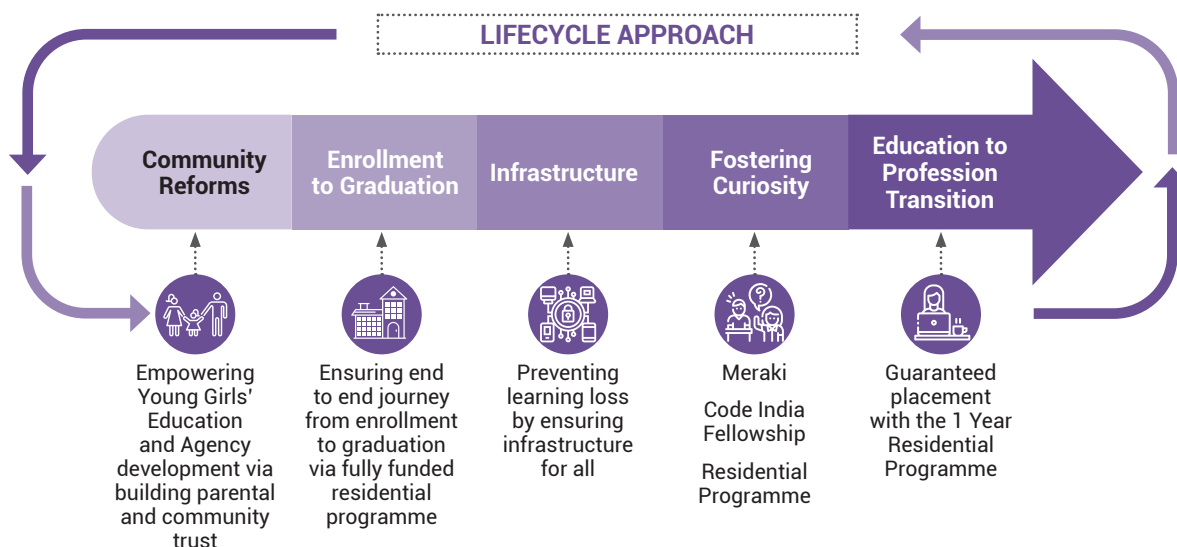 LIFECYCLE APPROACH
Community
Reforms
Enrollment
to Graduation
Infrastructure
Fostering
Curiosity
Education to
Profession
Transition
Empowering
Young Girls'
Education
and Agency
development via
building parental
and community
trust
Ensuring end
to end journey
from enrollment
to graduation
via fully funded
residential
programme
Preventing
learning loss
by ensuring
infrastructure
for all
Meraki
Code India
Fellowship
Residential
Programme
Guaranteed
placement
with the 1 Year
Residential
Programme